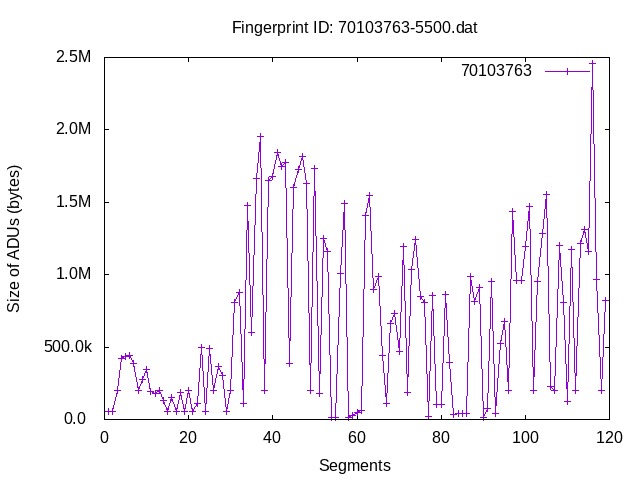 Fingerprint ID: 70103763-5500.dat
2.5M
70103763
2.0M
1.5M
1.0M
500.0k
0.0
Size of ADUs (bytes)
0 20 40 60 80 100 120
Segments